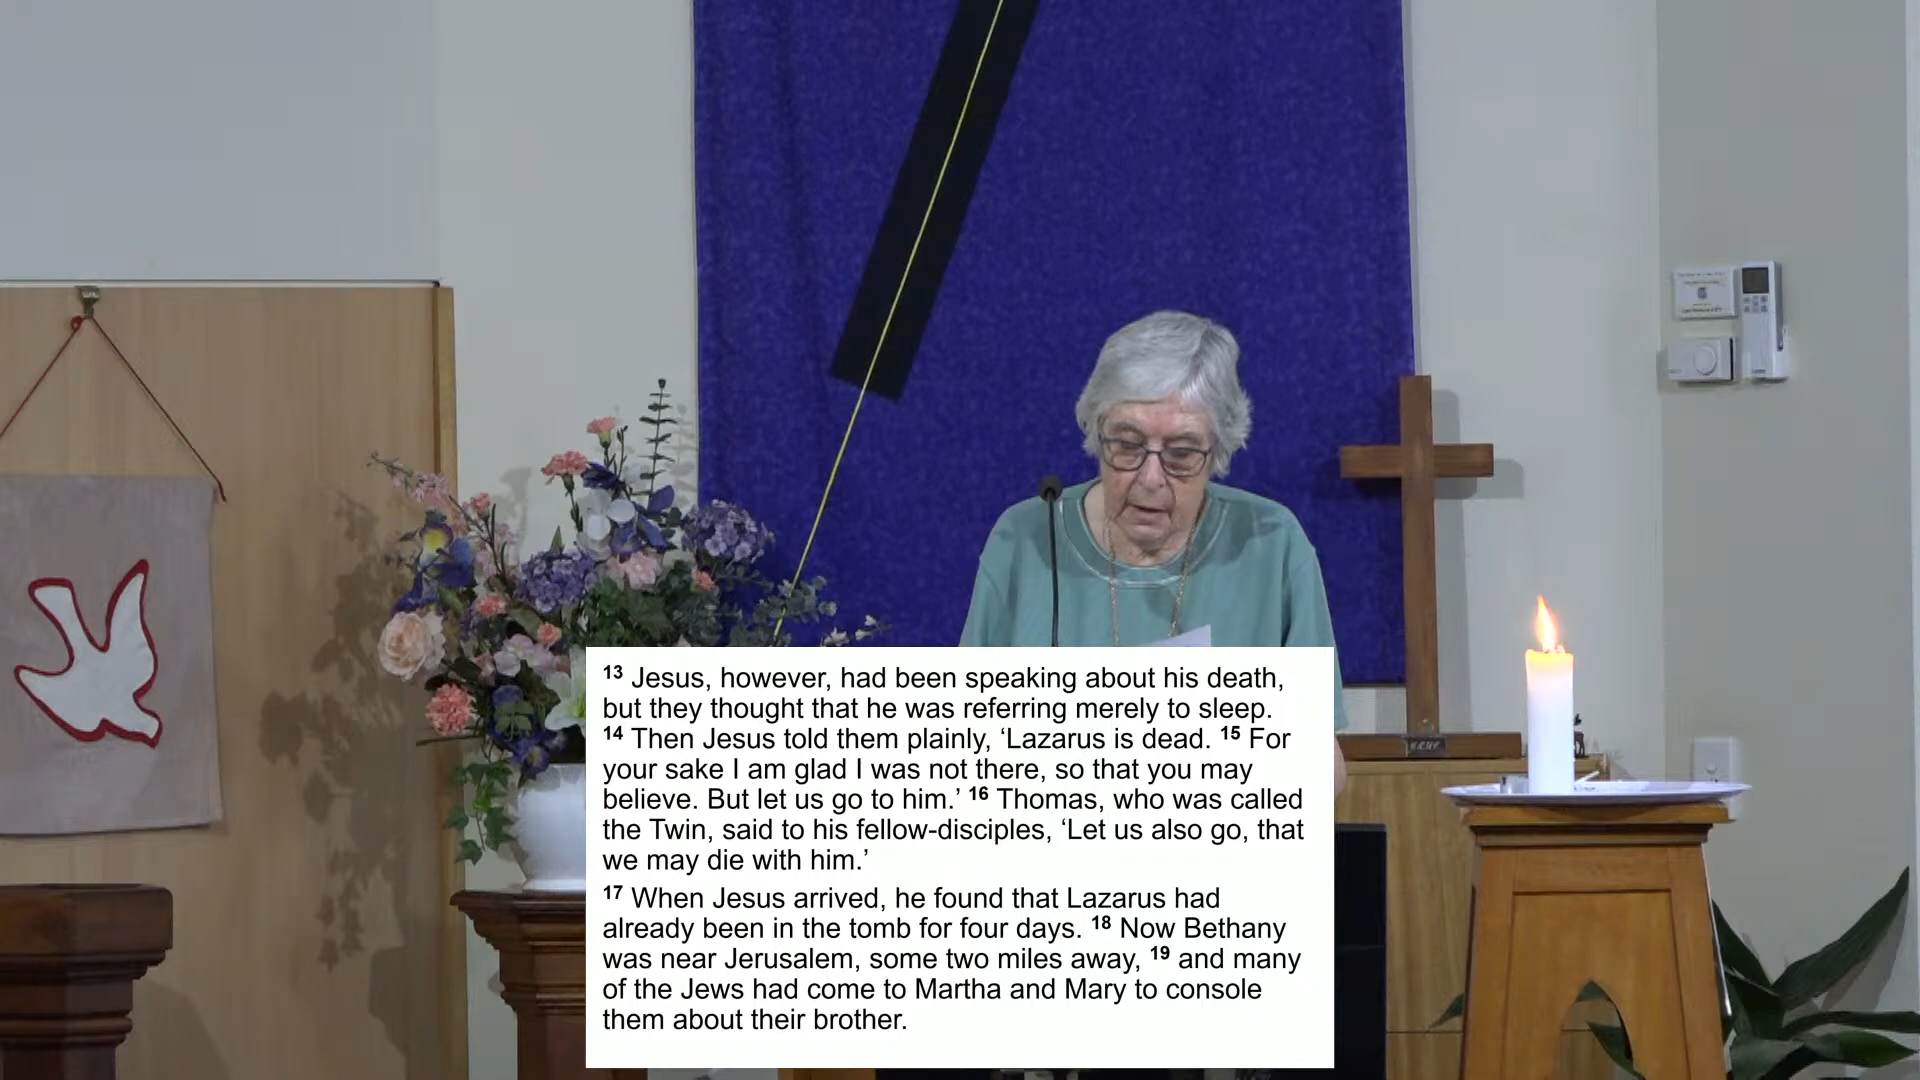 13 Jesus, however, had been speaking about his death,
but they thought that he was referring merely to sleep.
14 Then Jesus told them plainly, ‘Lazarus is dead. 15 For
your sake I am glad I was not there, so that you may
believe. But let us go to him.’ 16 Thomas, who was called
the Twin, said to his fellow-disciples, ‘Let us also go, that
we may die with him.’
17 When Jesus arrived, he found that Lazarus had
already been in the tomb for four days. 18 Now Bethany
was near Jerusalem, some two miles away, 19 and many
of the Jews had come to Martha and Mary to console
them about their brother.